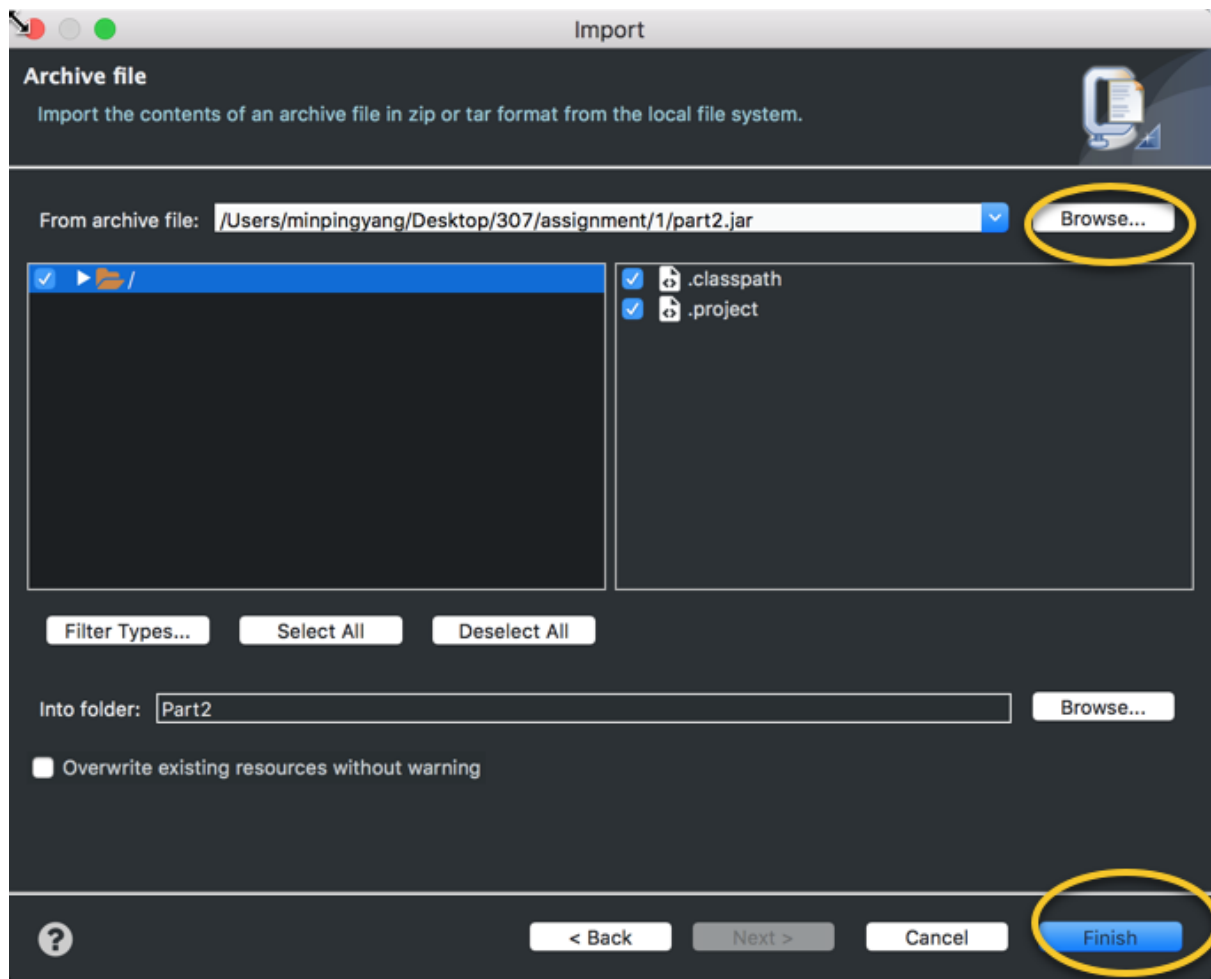 Import
Archive file
Import the contents of an archive file in zip or tar format from the local file system.
From archive file: /Users/minpingyang/Desktop/307/assignment/1/part2.jar Browse...
/ .classpath
.project
Filter Types... Select All Deselect All
Into folder: Part2 Browse...
Overwrite existing resources without warning
? < Back Next > Cancel Finish